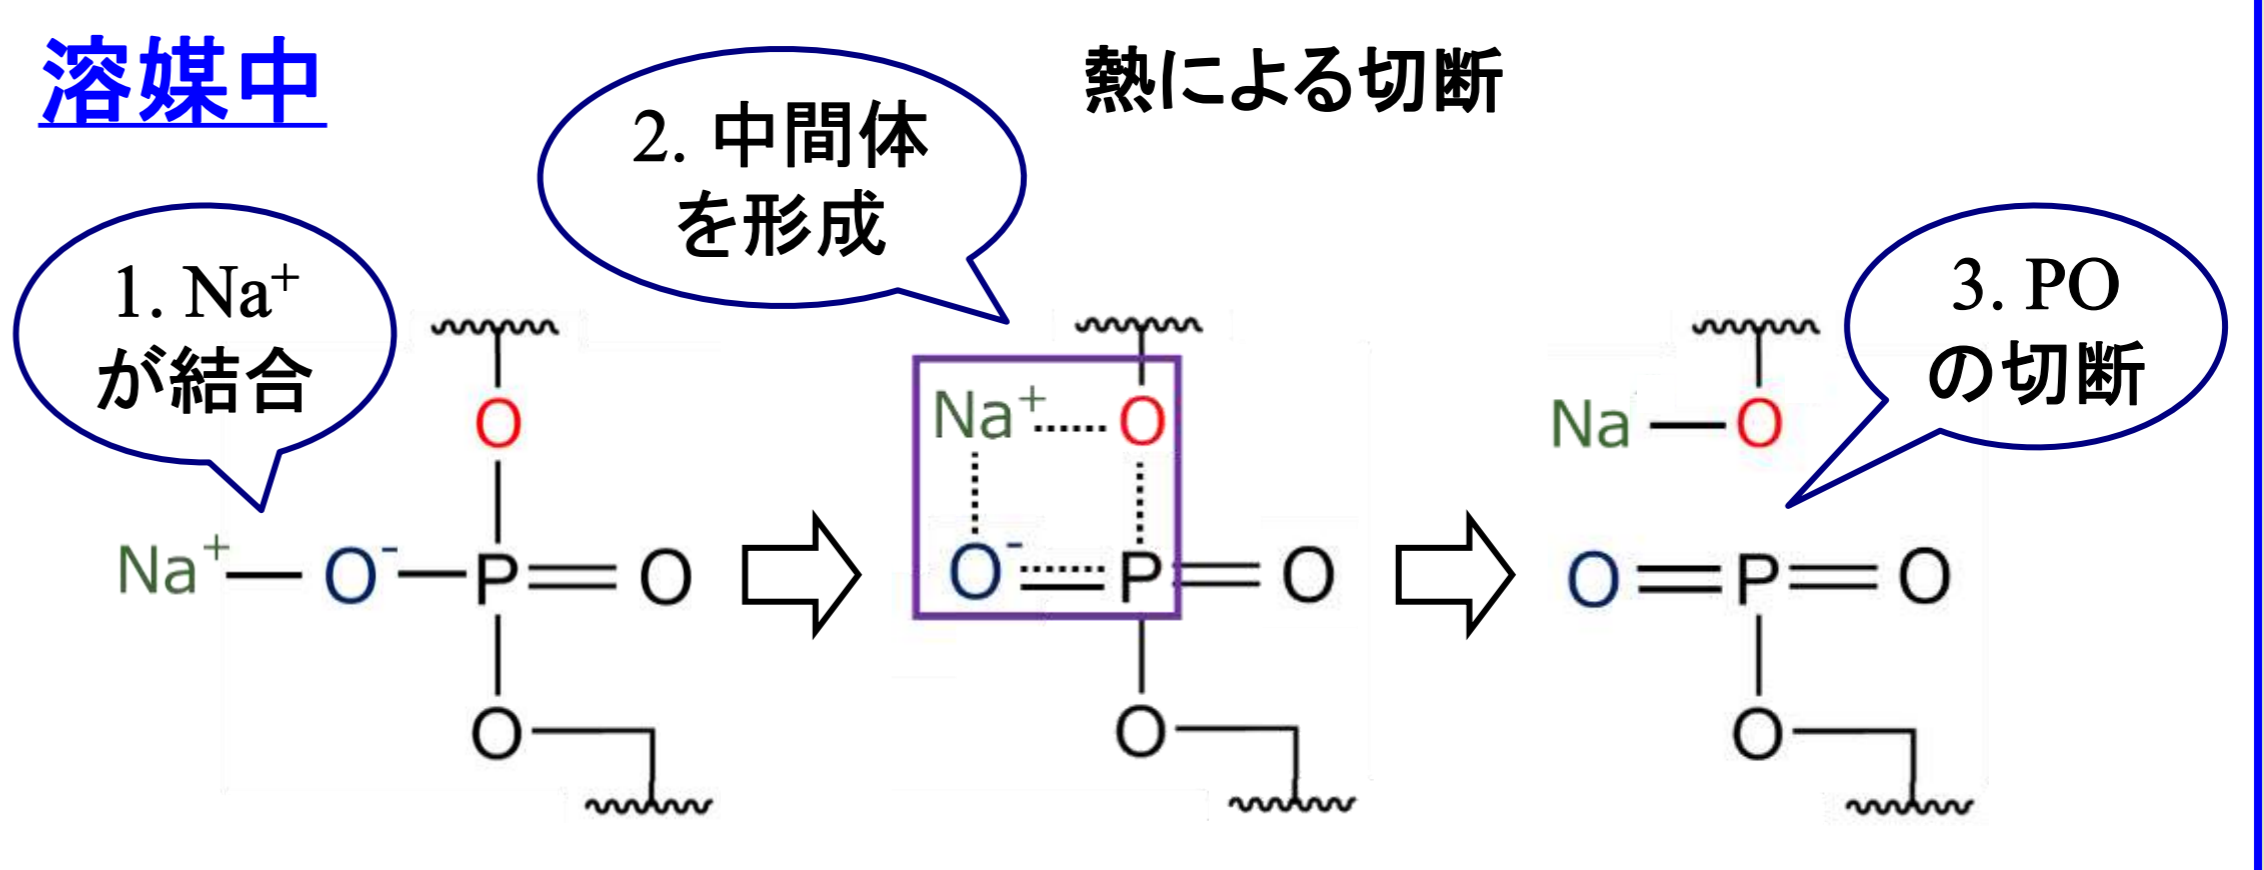 溶媒中
熱による切断
1. Na⁺
が結合
2. 中間体
を形成
3. PO
の切断
O
Na⁺ O⁻ P O
O
Na⁺ O
O⁻ P O
O
Na O
O P O
O